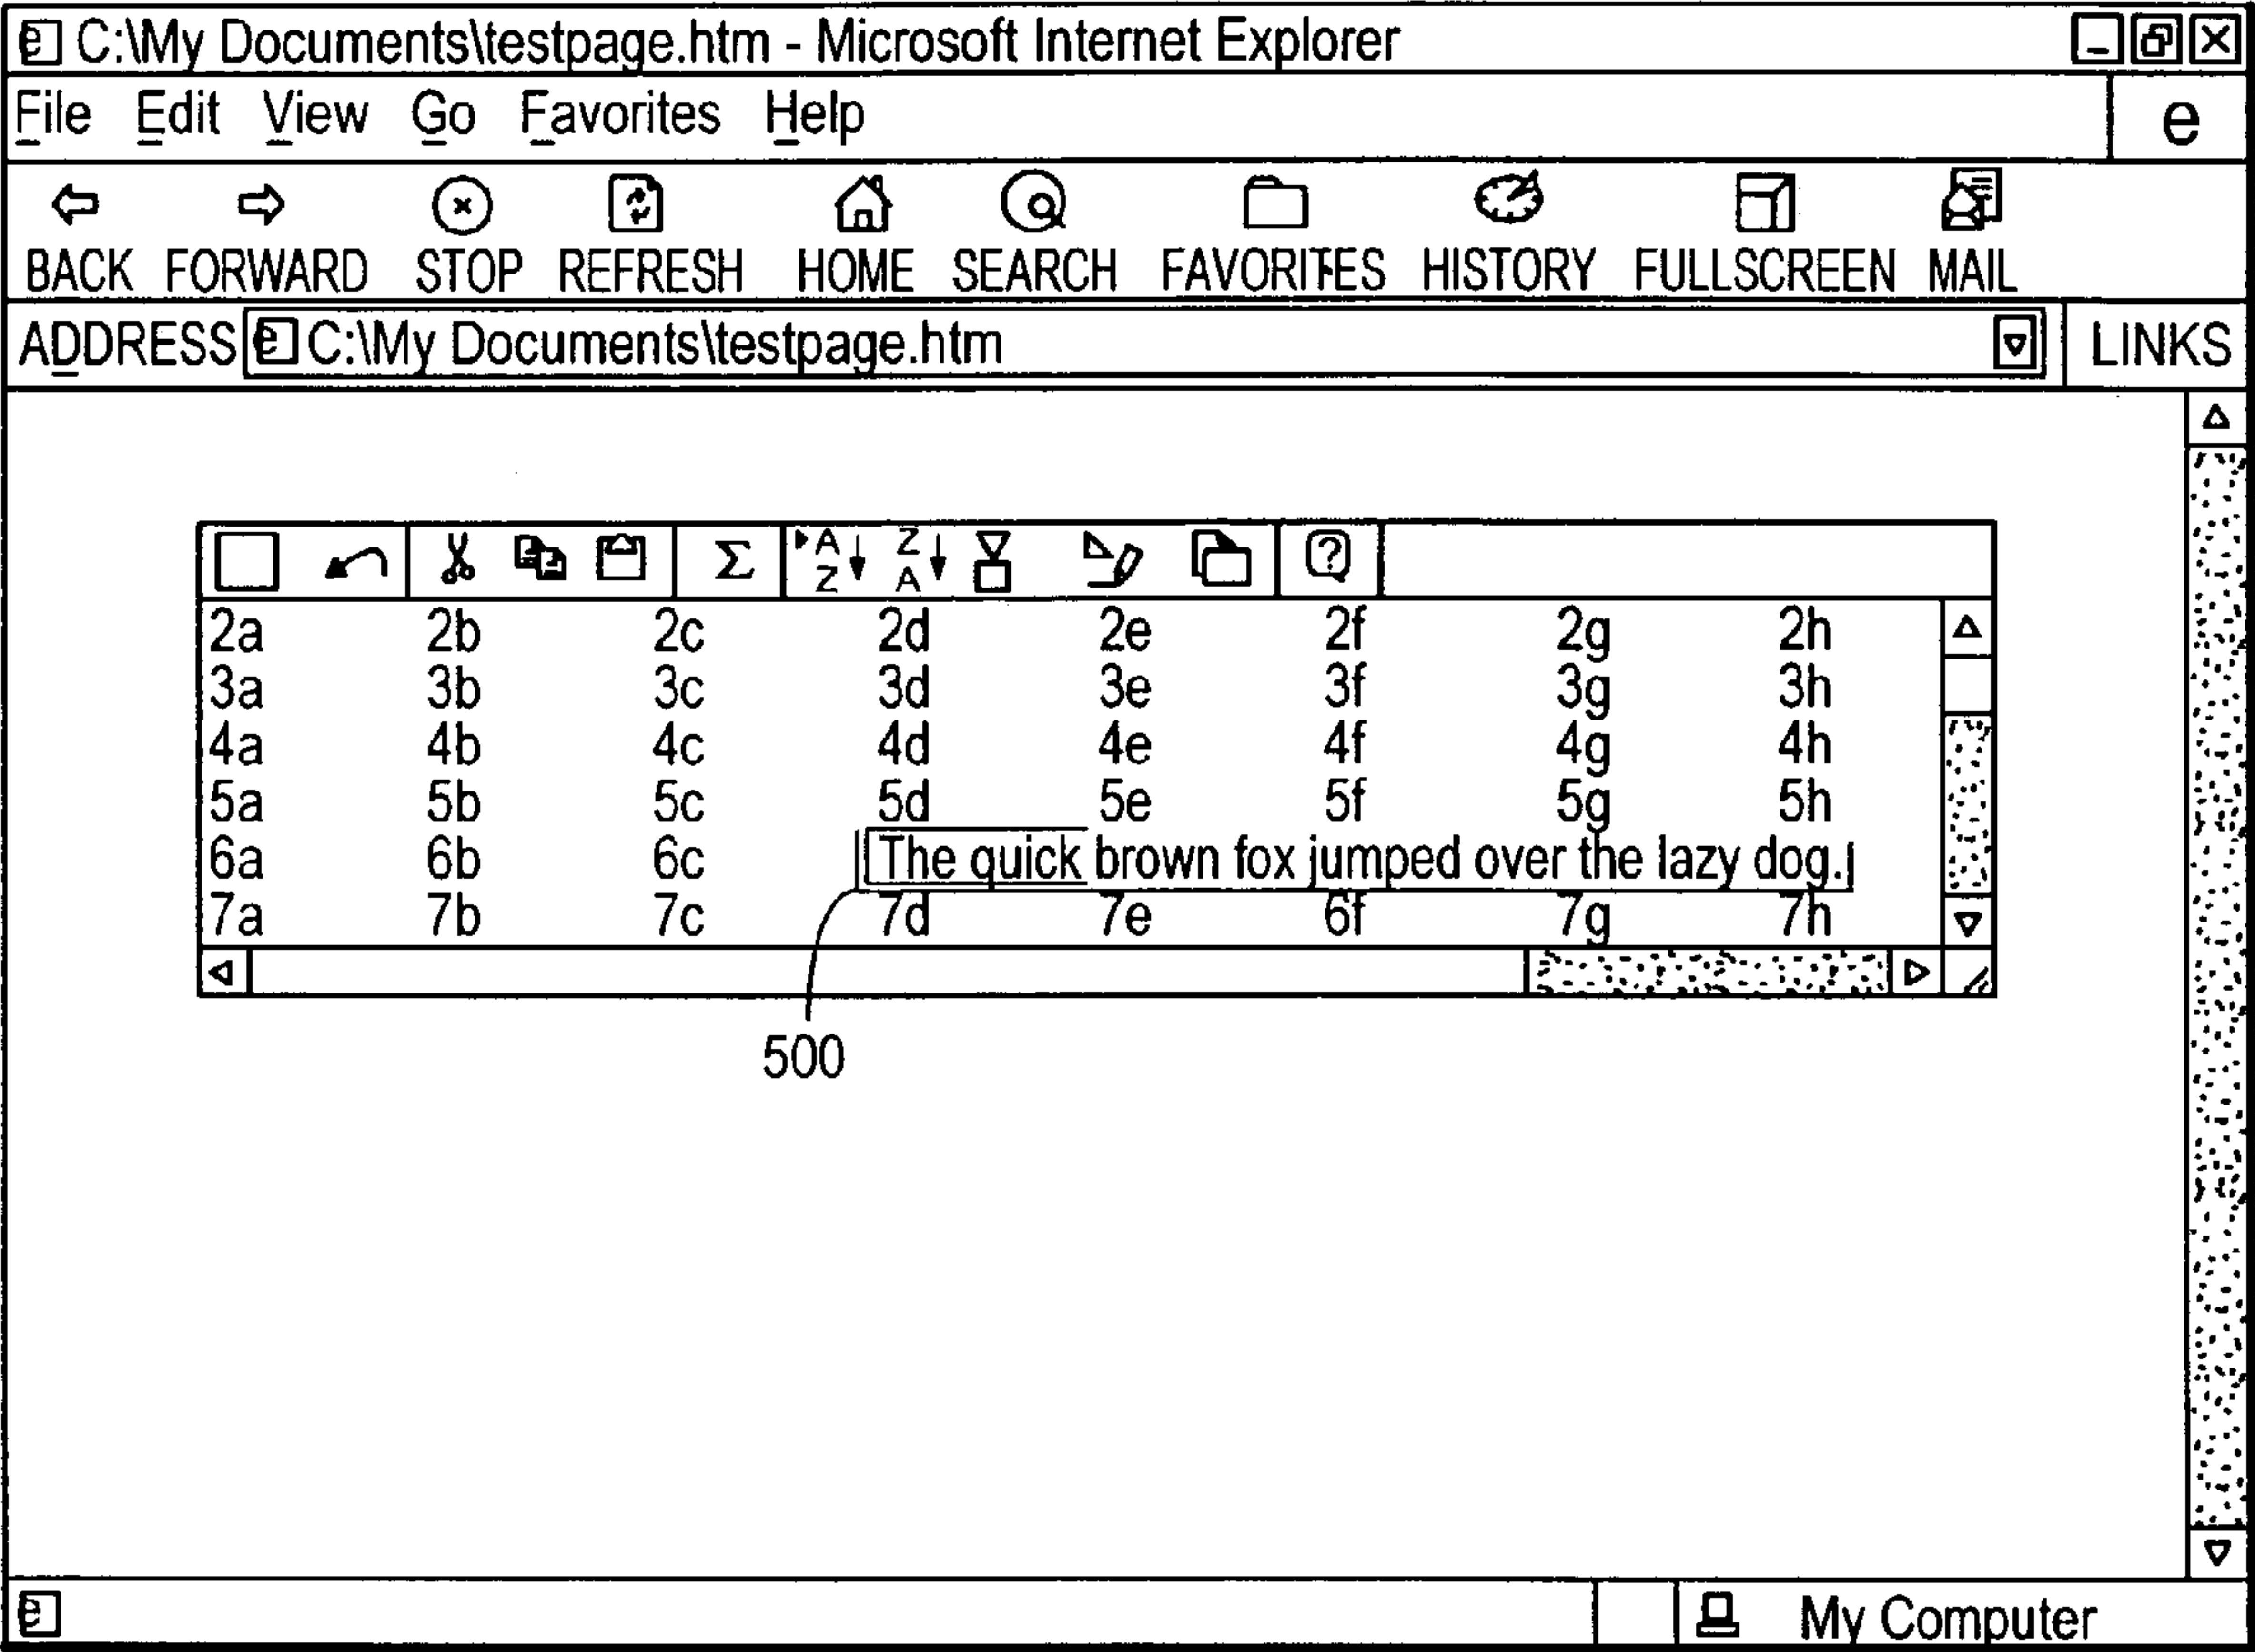 C:\My Documents\testpage.htm - Microsoft Internet Explorer
File Edit View Go Favorites Help e
BACK FORWARD STOP REFRESH HOME SEARCH FAVORITES HISTORY FULLSCREEN MAIL
ADDRESS C:\My Documents\testpage.htm LINKS
Σ A Z Z A ?
2a 2b 2c 2d 2e 2f 2g 2h
3a 3b 3c 3d 3e 3f 3g 3h
4a 4b 4c 4d 4e 4f 4g 4h
5a 5b 5c 5d 5e 5f 5g 5h
6a 6b 6c The quick brown fox jumped over the lazy dog.
7a 7b 7c 7d 7e 6f 7g 7h
500
My Computer